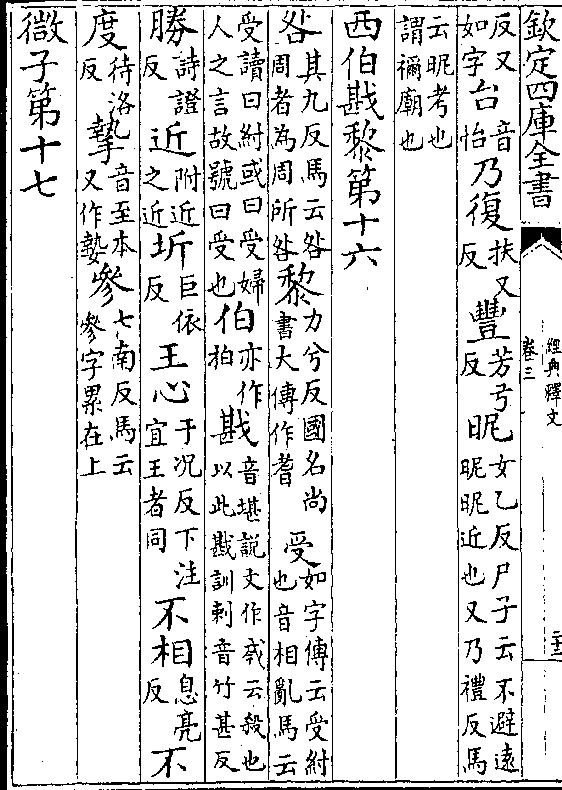 欽定四庫全書
經典釋文
卷三
反又如字台音怡乃復扶又反豐芳弓反昵女乙反尸子云不避遠昵昵近也又乃禮反馬
云昵考也謂禰廟也
西伯戡黎第十六
咎其九反馬云咎周者為周所咎黎力兮反國名尚書大傳作耆受如字傳云受紂也音相亂馬云
受讀曰紂或曰受婦人之言故號曰受也伯亦作柏戡音堪説文作𢦟云殺也以此戡訓刺音竹甚反
勝詩證反近附近之近圻巨依反王心于况反下注宜王者同不相息亮反不
度待洛反摯音至本又作䥍參七南反馬云參字累在上
微子第十七